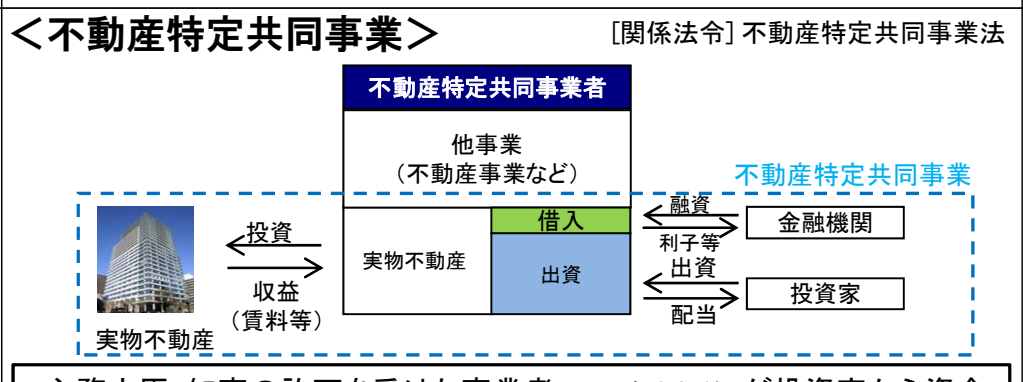 ＜不動産特定共同事業＞
［関係法令］不動産特定共同事業法
不動産特定共同事業者
他事業
（不動産事業など）
不動産特定共同事業
投資
収益
（賃料等）
実物不動産
実物不動産
借入
出資
融資
利子等
金融機関
出資
配当
投資家